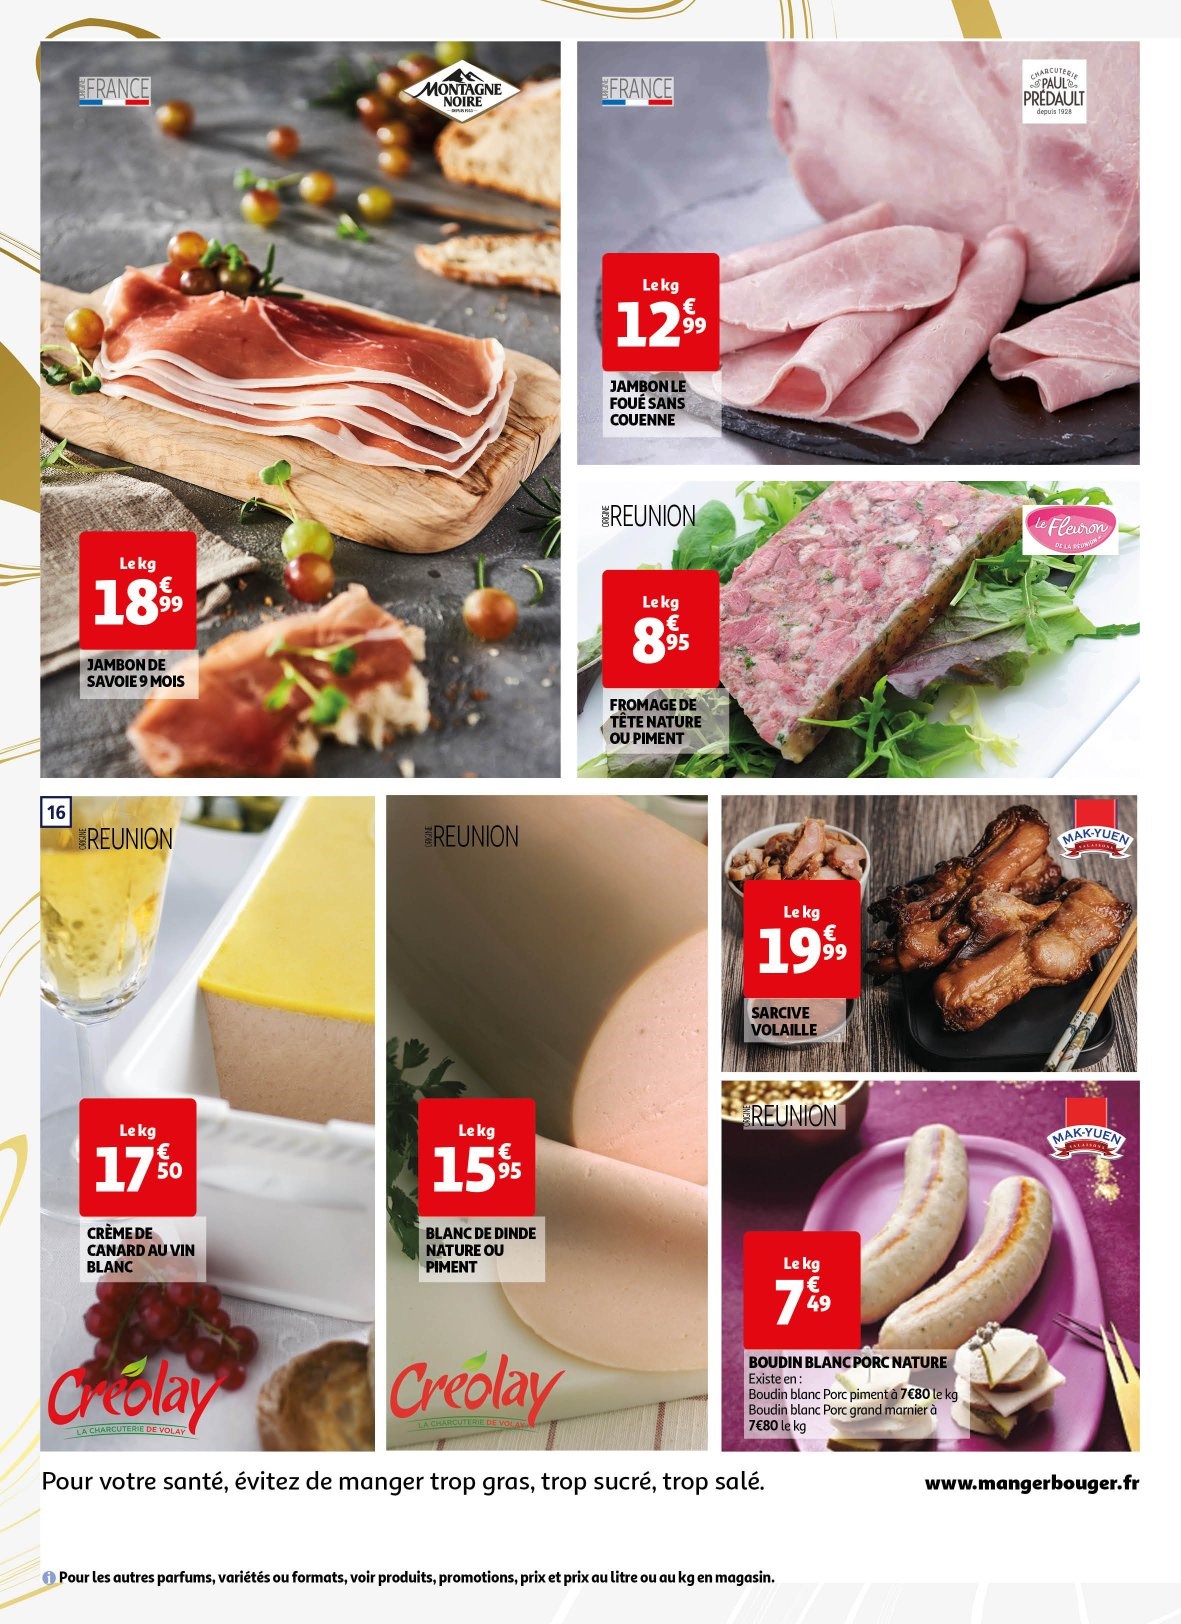 ORIGINE FRANCE
MONTAGNE
NOIRE
DEPUIS 1920
Le kg
18€99
JAMBON DE
SAVOIE 9 MOIS
ORIGINE FRANCE
CHARCUTERIE
PAUL
PRÉDAULT
depuis 1928
Le kg
12€99
JAMBON LE
FOUÉ SANS
COUENNE
ORIGINE REUNION
Le Fleuron
DE LA REUNION
Le kg
8€95
FROMAGE DE
TÊTE NATURE
OU PIMENT
16
ORIGINE REUNION
Le kg
17€50
CRÈME DE
CANARD AU VIN
BLANC
Créolay
LA CHARCUTERIE DE VOLAY
ORIGINE REUNION
Le kg
15€95
BLANC DE DINDE
NATURE OU
PIMENT
Créolay
LA CHARCUTERIE DE VOLAY
MAK-YUEN
SALAISONS
Le kg
19€99
SARCIVE
VOLAILLE
ORIGINE REUNION
MAK-YUEN
SALAISONS
Le kg
7€49
BOUDIN BLANC PORC NATURE
Existe en :
Boudin blanc Porc piment à 7€80 le kg
Boudin blanc Porc grand marnier à
7€80 le kg
Pour votre santé, évitez de manger trop gras, trop sucré, trop salé.
www.mangerbouger.fr
i Pour les autres parfums, variétés ou formats, voir produits, promotions, prix et prix au litre ou au kg en magasin.